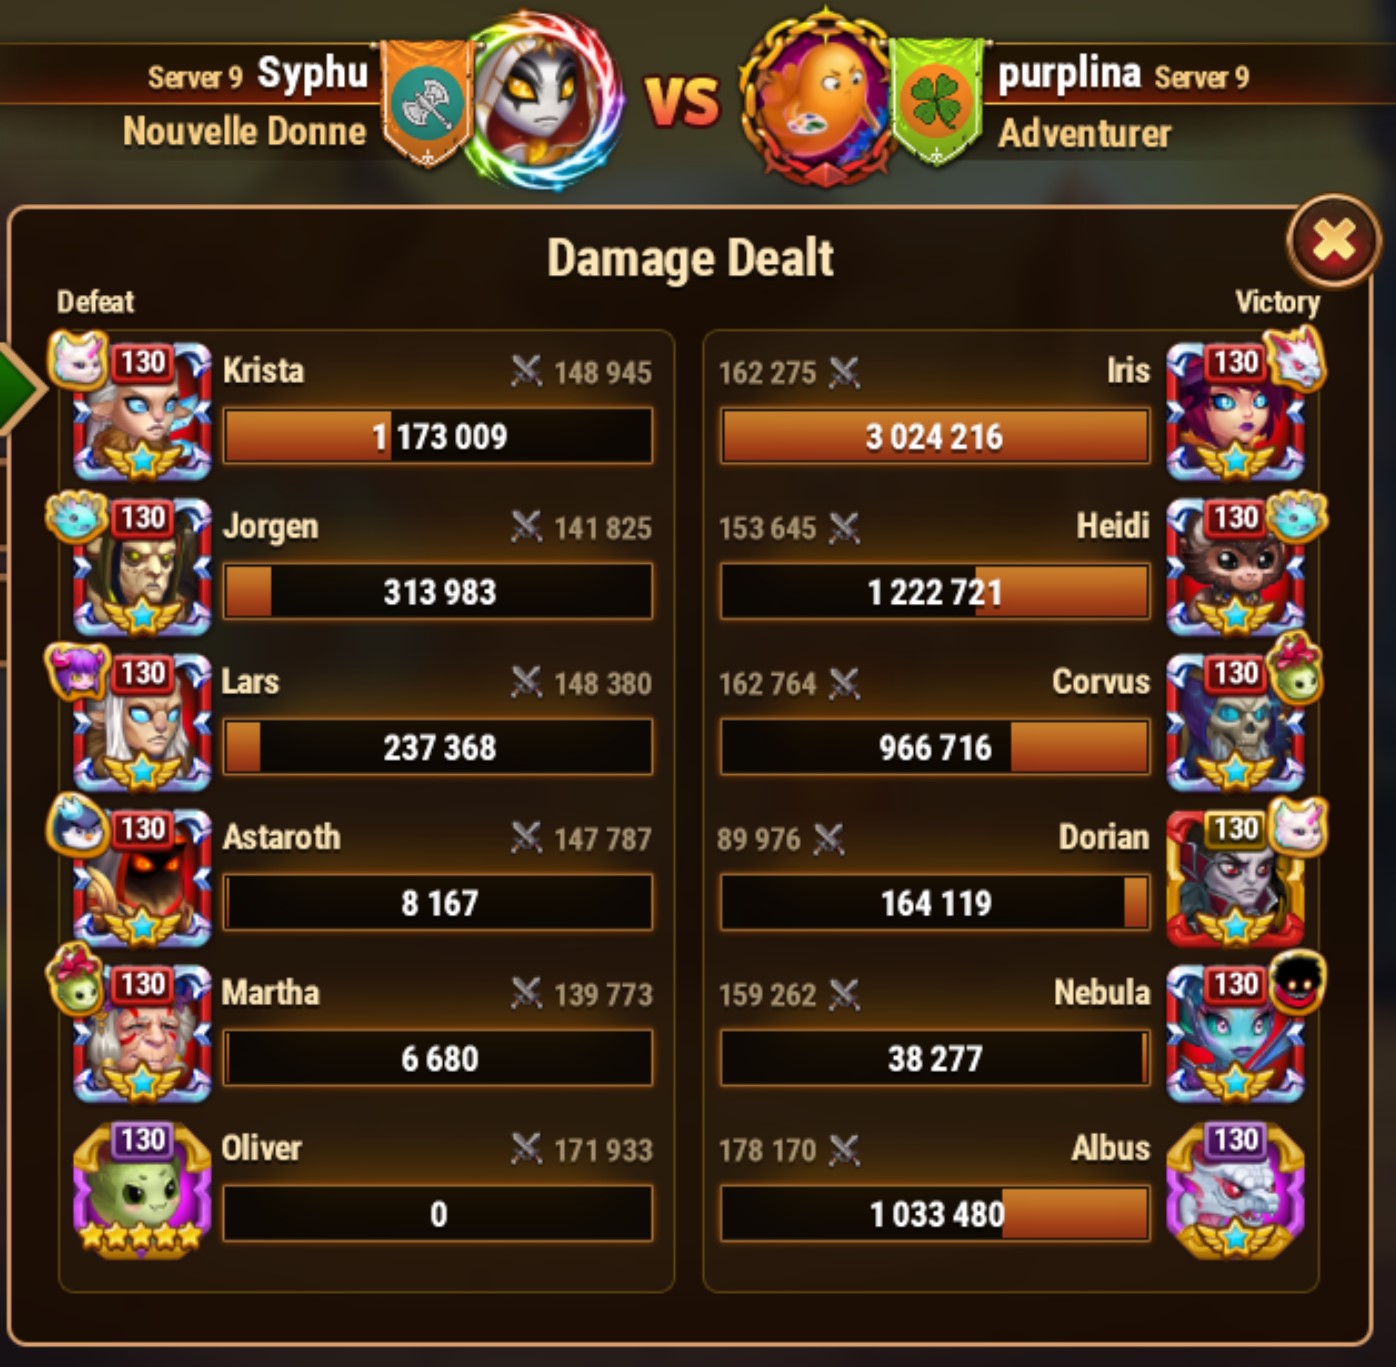 Server 9 Syphu VS purplina Server 9
Nouvelle Donne Adventurer
Damage Dealt
Defeat Victory
130 Krista 148 945 162 275 Iris 130
1 173 009 3 024 216
130 Jorgen 141 825 153 645 Heidi 130
313 983 1 222 721
130 Lars 148 380 162 764 Corvus 130
237 368 966 716
130 Astaroth 147 787 89 976 Dorian 130
8 167 164 119
130 Martha 139 773 159 262 Nebula 130
6 680 38 277
130 Oliver 171 933 178 170 Albus 130
0 1 033 480